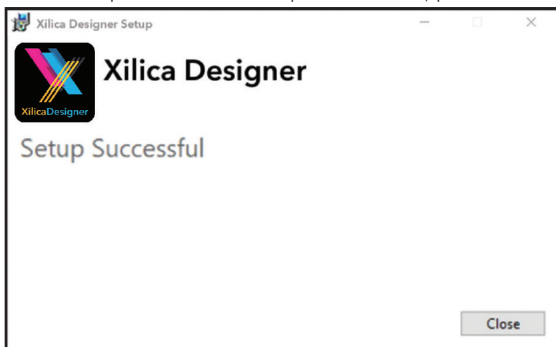 Xilica Designer Setup
XilicaDesigner
Xilica Designer
Setup Successful
Close